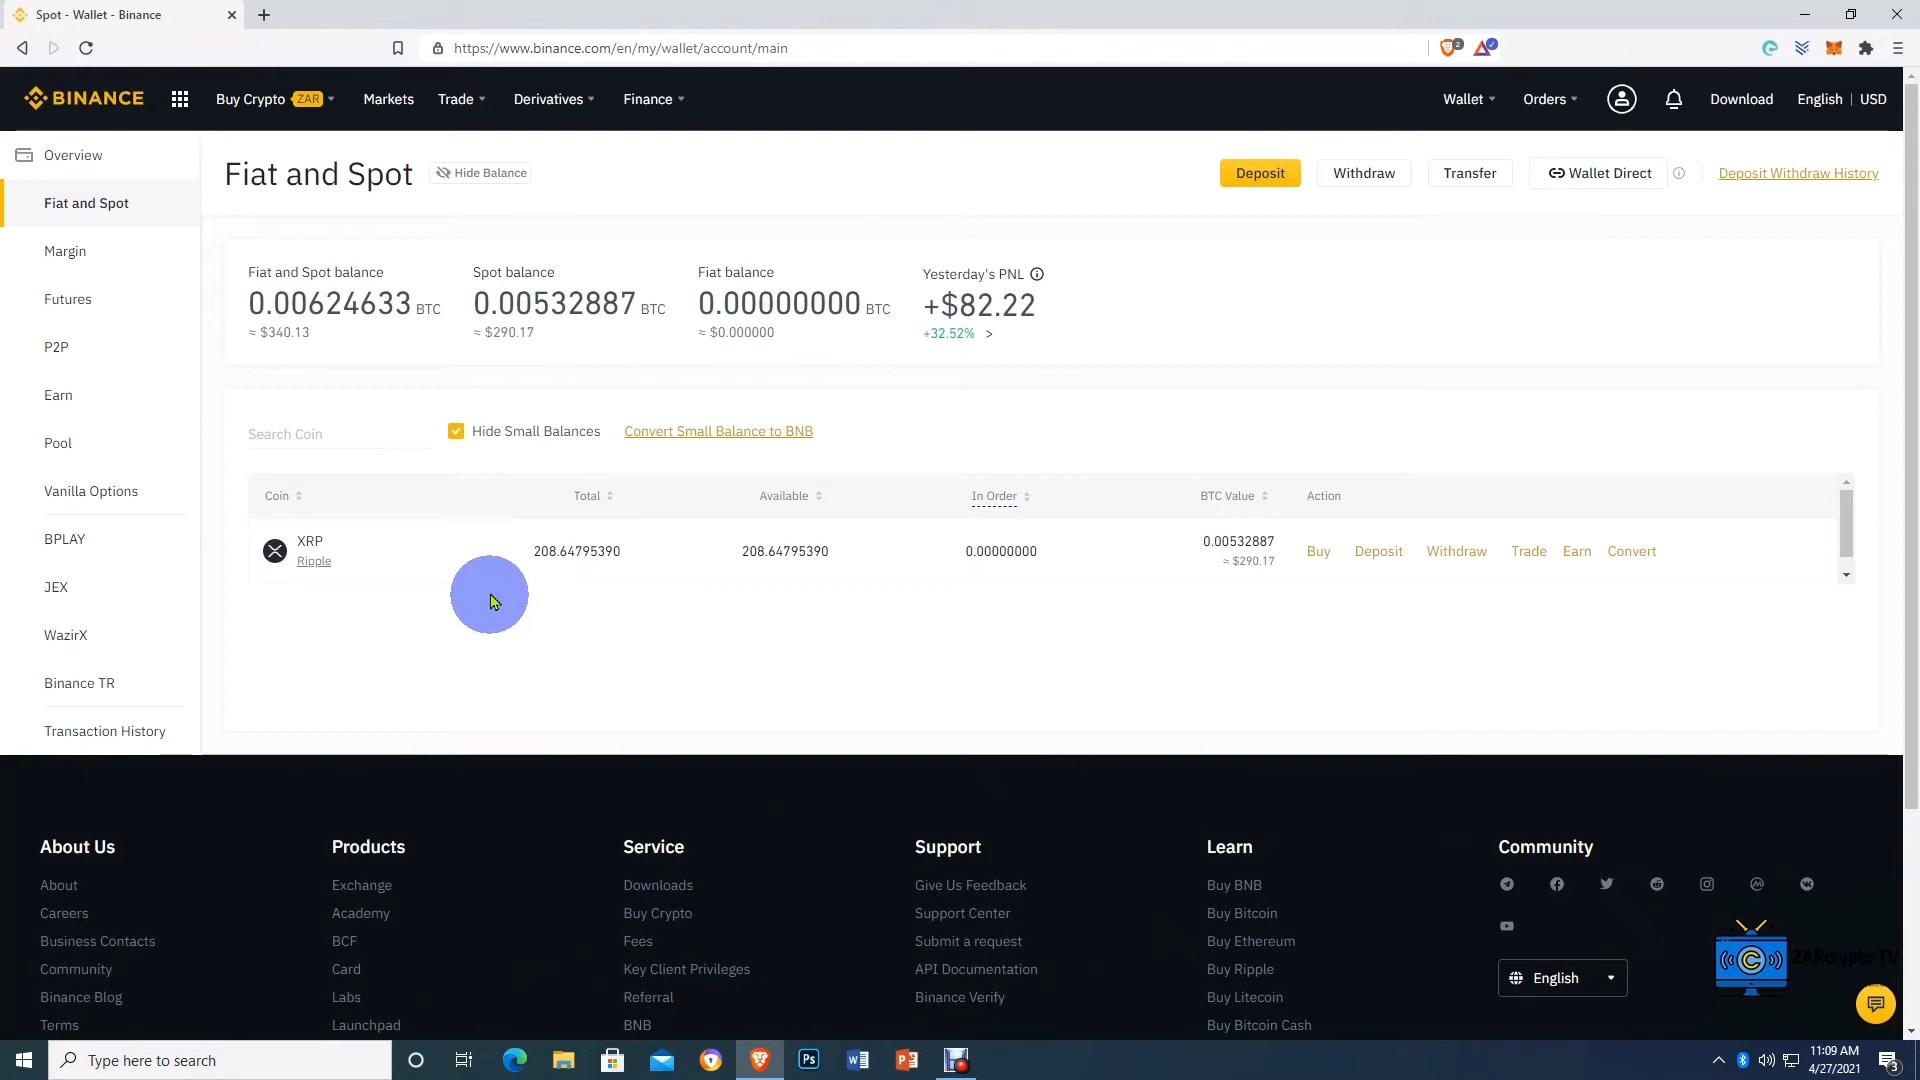 Spot - Wallet - Binance
https://www.binance.com/en/my/wallet/account/main
2
BINANCE
Buy Crypto ZAR
Markets
Trade
Derivatives
Finance
Wallet
Orders
Download
English | USD
Overview
Fiat and Spot
Margin
Futures
P2P
Earn
Pool
Vanilla Options
BPLAY
JEX
WazirX
Binance TR
Transaction History
Fiat and Spot
Hide Balance
Deposit
Withdraw
Transfer
Wallet Direct
Deposit Withdraw History
Fiat and Spot balance
0.00624633 BTC
≈ $340.13
Spot balance
0.00532887 BTC
≈ $290.17
Fiat balance
0.00000000 BTC
≈ $0.000000
Yesterday's PNL
+$82.22
+32.52% >
Search Coin
Hide Small Balances
Convert Small Balance to BNB
Coin Total Available In Order BTC Value Action
XRP
Ripple
208.64795390
208.64795390
0.00000000
0.00532887
≈ $290.17
Buy Deposit Withdraw Trade Earn Convert
About Us
About
Careers
Business Contacts
Community
Binance Blog
Terms
Products
Exchange
Academy
BCF
Card
Labs
Launchpad
Service
Downloads
Buy Crypto
Fees
Key Client Privileges
Referral
BNB
Support
Give Us Feedback
Support Center
Submit a request
API Documentation
Binance Verify
Learn
Buy BNB
Buy Bitcoin
Buy Ethereum
Buy Ripple
Buy Litecoin
Buy Bitcoin Cash
Community
English
ZARcrypto TV
Type here to search
Ps
11:09 AM
4/27/2021
3